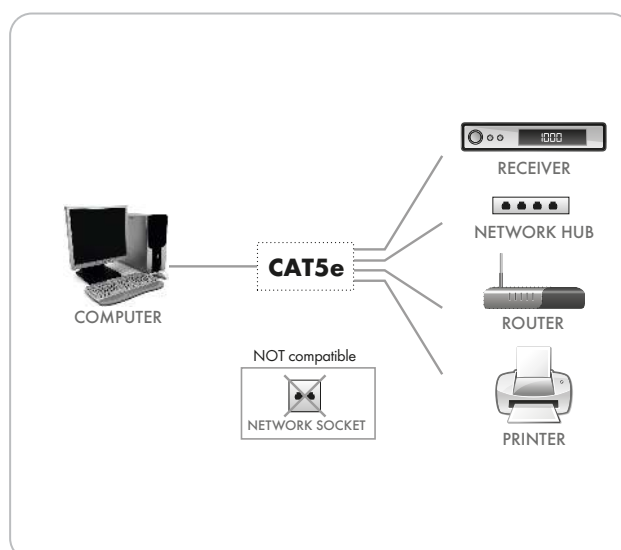 1000
RECEIVER
NETWORK HUB
CAT5e
COMPUTER
ROUTER
NOT compatible
NETWORK SOCKET
PRINTER